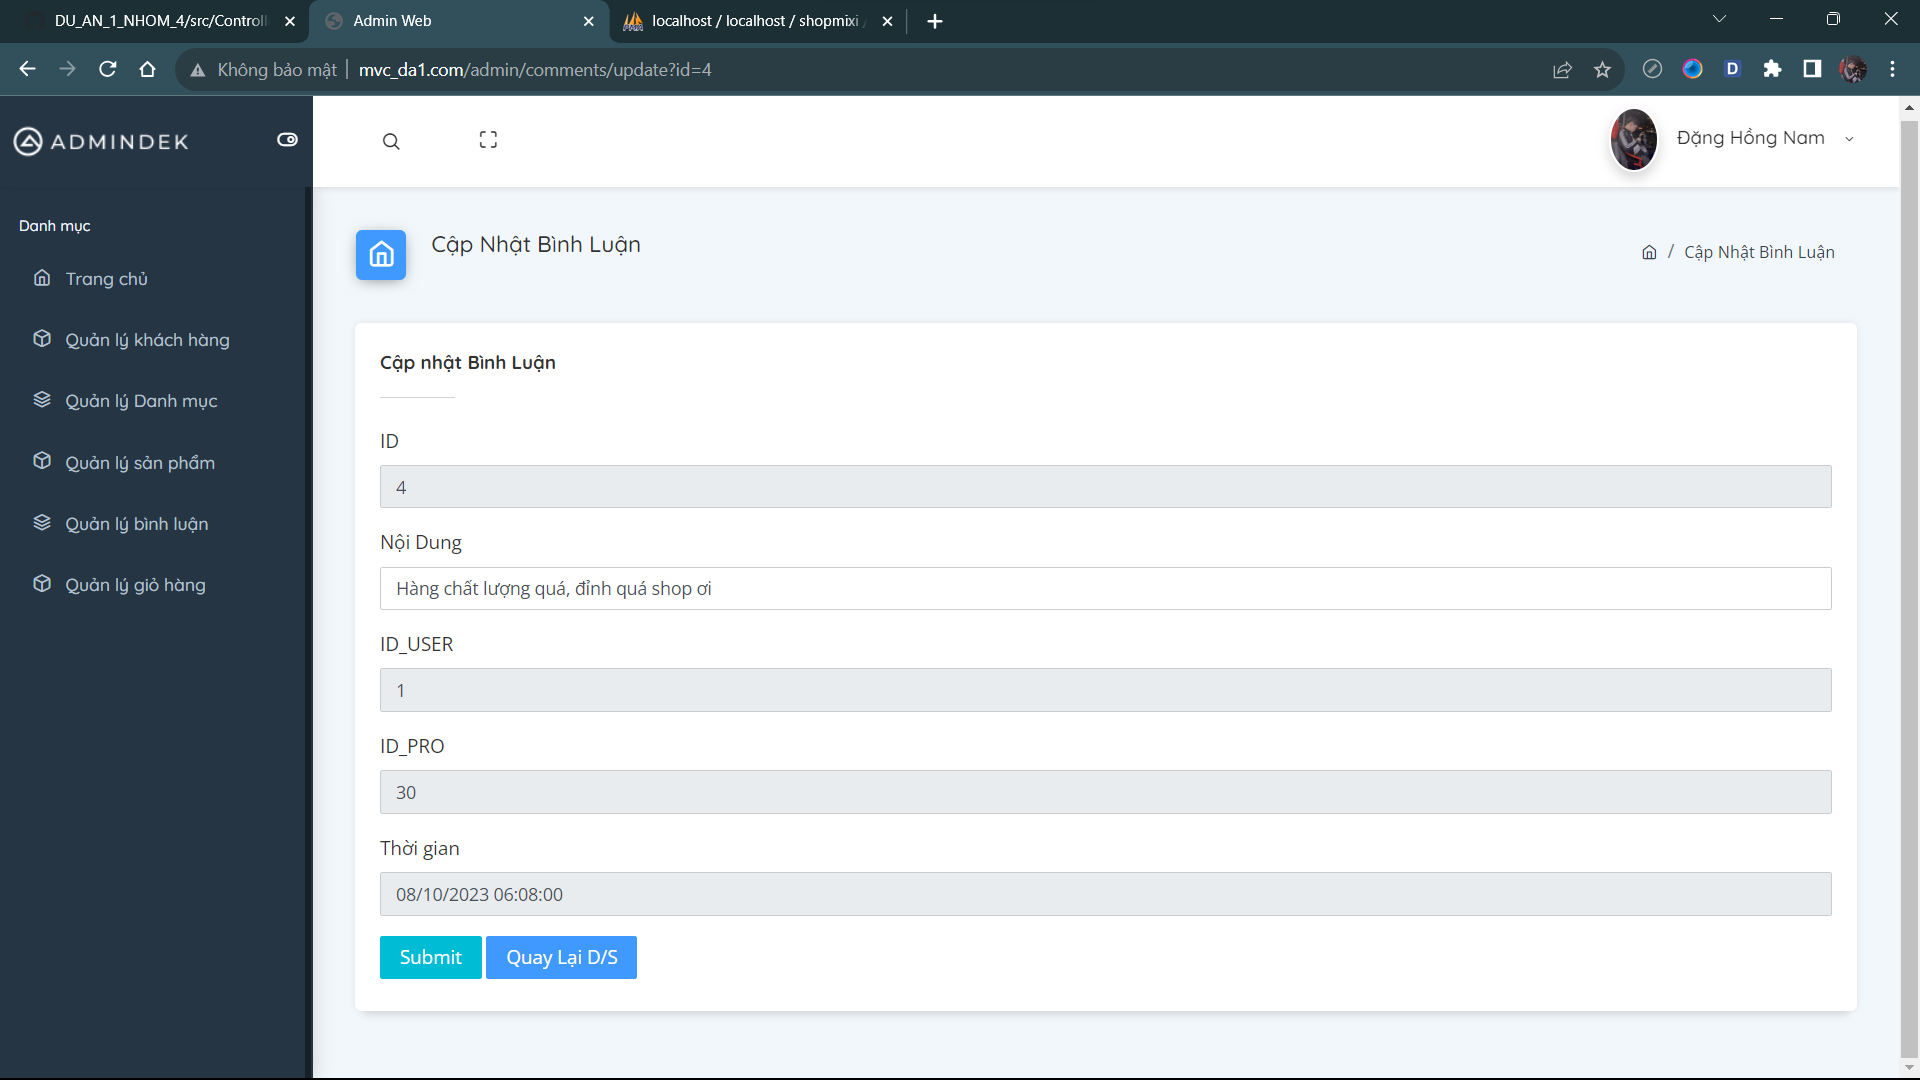 DU_AN_1_NHOM_4/src/Controll
Admin Web
localhost / localhost / shopmixi /
Không bảo mật
mvc_da1.com/admin/comments/update?id=4
D
ADMINDEK
Đặng Hồng Nam
Danh mục
Trang chủ
Quản lý khách hàng
Quản lý Danh mục
Quản lý sản phẩm
Quản lý bình luận
Quản lý giỏ hàng
Cập Nhật Bình Luận
/ Cập Nhật Bình Luận
Cập nhật Bình Luận
ID
4
Nội Dung
Hàng chất lượng quá, đỉnh quá shop ơi
ID_USER
1
ID_PRO
30
Thời gian
08/10/2023 06:08:00
Submit
Quay Lại D/S